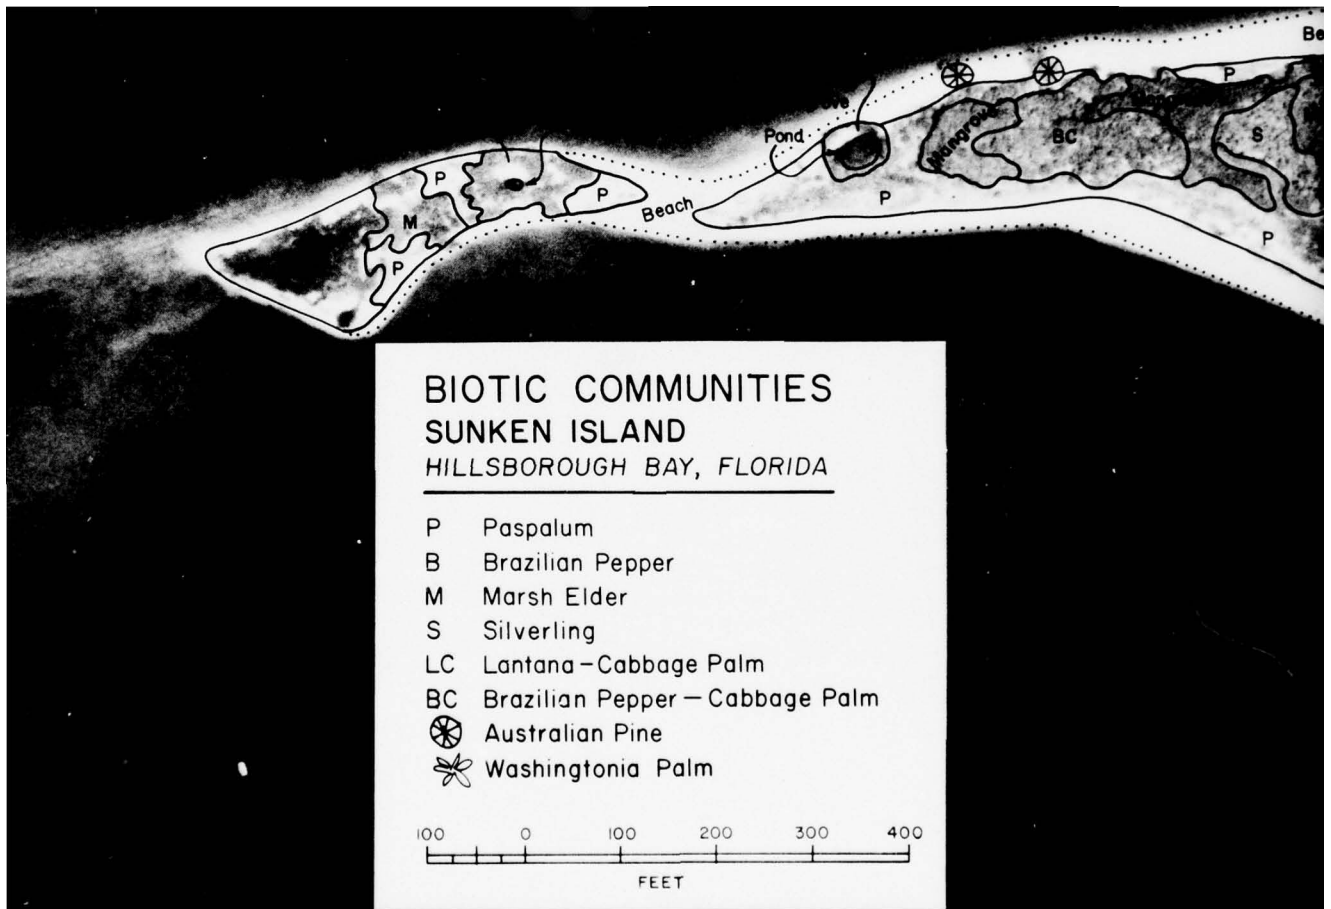 Be
P
Mangrove
BC
S
Pond
P
P
M
P
P
Beach
P
P
BIOTIC COMMUNITIES
SUNKEN ISLAND
HILLSBOROUGH BAY, FLORIDA
P Paspalum
B Brazilian Pepper
M Marsh Elder
S Silverling
LC Lantana-Cabbage Palm
BC Brazilian Pepper-Cabbage Palm
Australian Pine
Washingtonia Palm
100 0 100 200 300 400
FEET